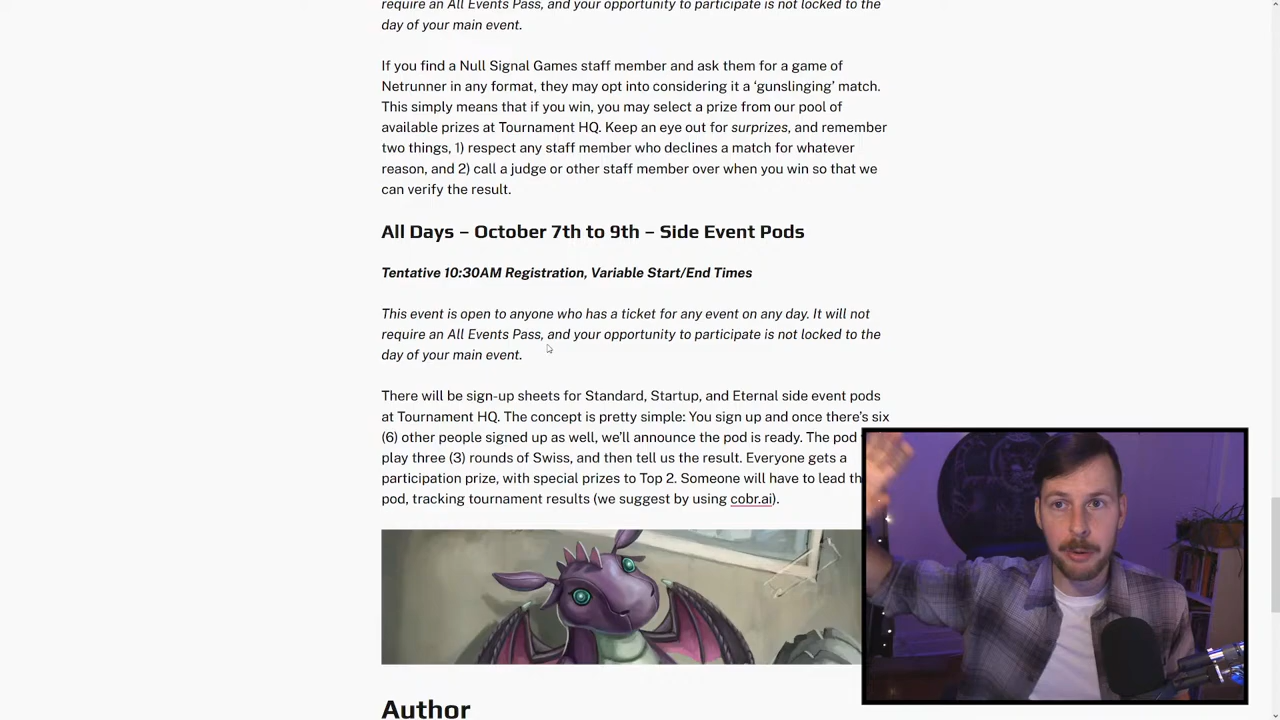 require an All Events Pass, and your opportunity to participate is not locked to the
day of your main event.
If you find a Null Signal Games staff member and ask them for a game of
Netrunner in any format, they may opt into considering it a ‘gunslinging’ match.
This simply means that if you win, you may select a prize from our pool of
available prizes at Tournament HQ. Keep an eye out for surprizes, and remember
two things, 1) respect any staff member who declines a match for whatever
reason, and 2) call a judge or other staff member over when you win so that we
can verify the result.
All Days – October 7th to 9th – Side Event Pods
Tentative 10:30AM Registration, Variable Start/End Times
This event is open to anyone who has a ticket for any event on any day. It will not
require an All Events Pass, and your opportunity to participate is not locked to the
day of your main event.
There will be sign-up sheets for Standard, Startup, and Eternal side event pods
at Tournament HQ. The concept is pretty simple: You sign up and once there’s six
(6) other people signed up as well, we’ll announce the pod is ready. The pod
play three (3) rounds of Swiss, and then tell us the result. Everyone gets a
participation prize, with special prizes to Top 2. Someone will have to lead
pod, tracking tournament results (we suggest by using cobr.ai).
Author